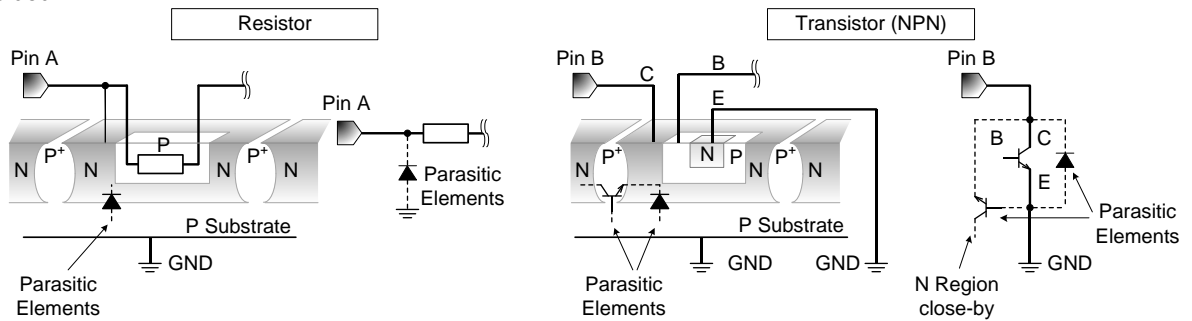 Resistor
Transistor (NPN)
Pin A
Pin A
N
P+
N
P
N
P+
N
Parasitic
Elements
P Substrate
GND
Parasitic
Elements
Pin B
C
B
E
N
P+
N
N
P
N
P+
N
P Substrate
GND
GND
Parasitic
Elements
Pin B
B
C
E
Parasitic
Elements
GND
N Region
close-by